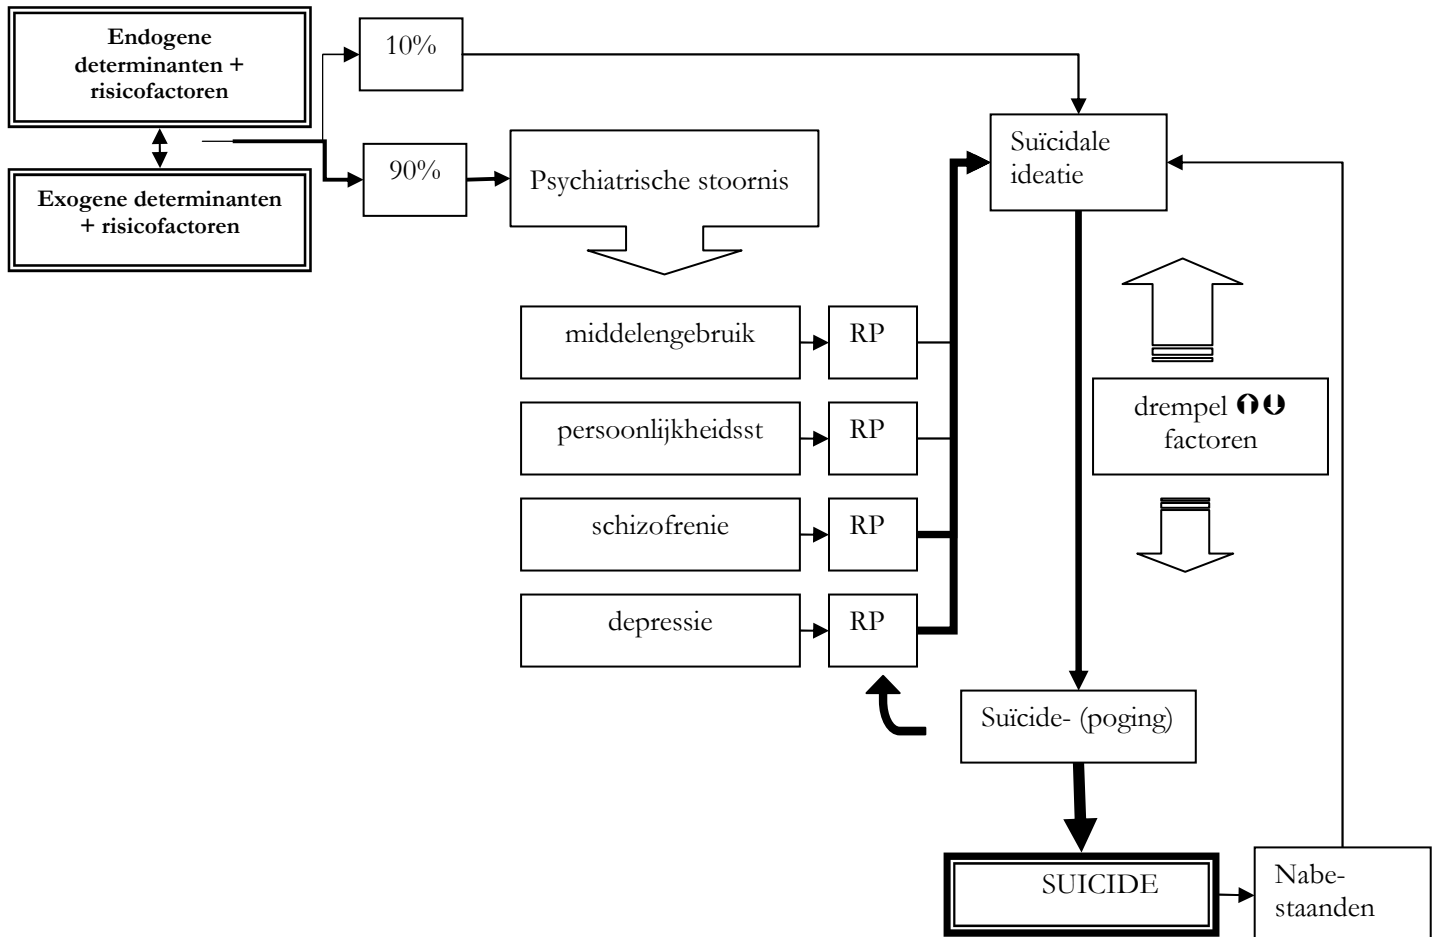 Endogene
determinanten +
risicofactoren
10%
Exogene determinanten
+ risicofactoren
90%
Psychiatrische stoornis
Suïcidale
ideatie
middelengebruik
RP
persoonlijkheidsst
RP
schizofrenie
RP
depressie
RP
drempel ⬆⬇
factoren
Suïcide- (poging)
SUICIDE
Nabe-
staanden